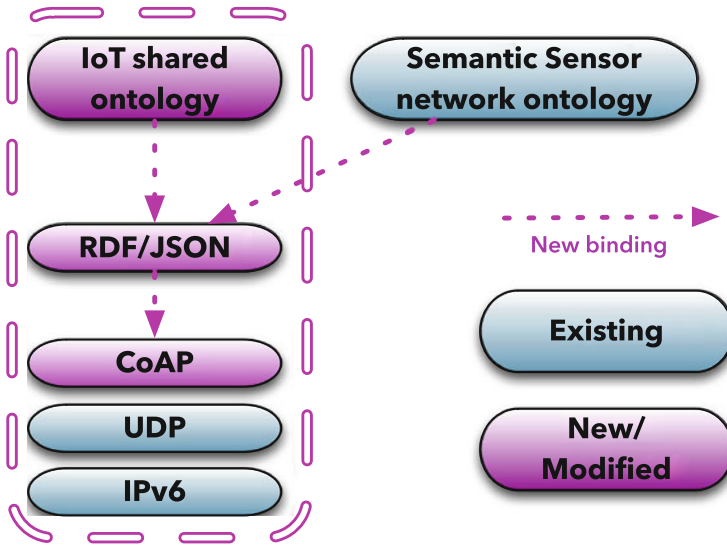 IoT shared
ontology
Semantic Sensor
network ontology
RDF/JSON
New binding
Existing
CoAP
UDP
New/
Modified
IPv6